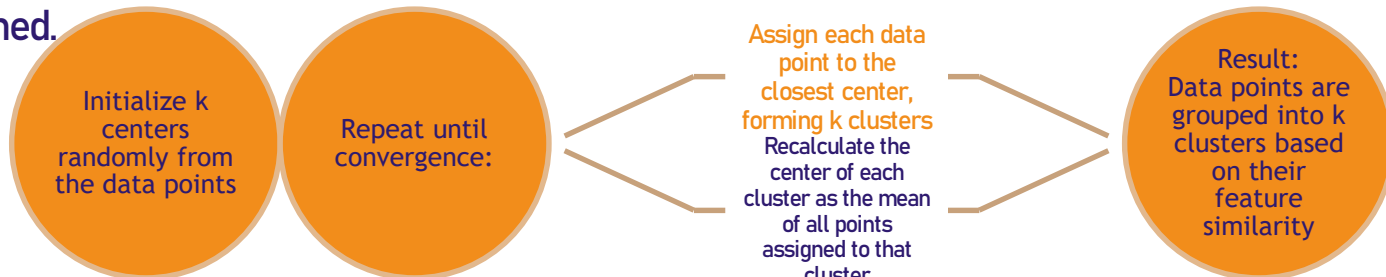 ned.
Initialize k
centers
randomly from
the data points
Repeat until
convergence:
Assign each data
point to the
closest center,
forming k clusters
Recalculate the
center of each
cluster as the mean
of all points
assigned to that
cluster
Result:
Data points are
grouped into k
clusters based
on their
feature
similarity